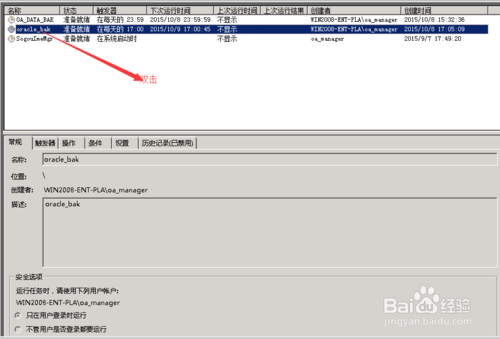 名称 状态 触发器 下次运行时间 上次运行时间 上次运行结果 创建者 创建时间
OA_DATA_BAK 准备就绪 在每天的 23:59 2015/10/8 23:59:59 不显示 WIN2008-ENT-PLA\oa_manager 2015/10/8 15:32:36
oracle_bak 准备就绪 在每天的 17:00 2015/10/9 17:00:45 不显示 WIN2008-ENT-PLA\oa_manager 2015/10/8 17:05:09
SogouImeMgr 准备就绪 在系统启动时 不显示 oa_manager 2015/9/7 17:49:20
双击
常规 触发器 操作 条件 设置 历史记录(已禁用)
名称: oracle_bak
位置: \
创建者: WIN2008-ENT-PLA\oa_manager
描述: oracle_bak
安全选项
运行任务时，请使用下列用户帐户:
WIN2008-ENT-PLA\oa_manager
只在用户登录时运行
不管用户是否登录都要运行
Baidu 经验
jingyan.baidu.com